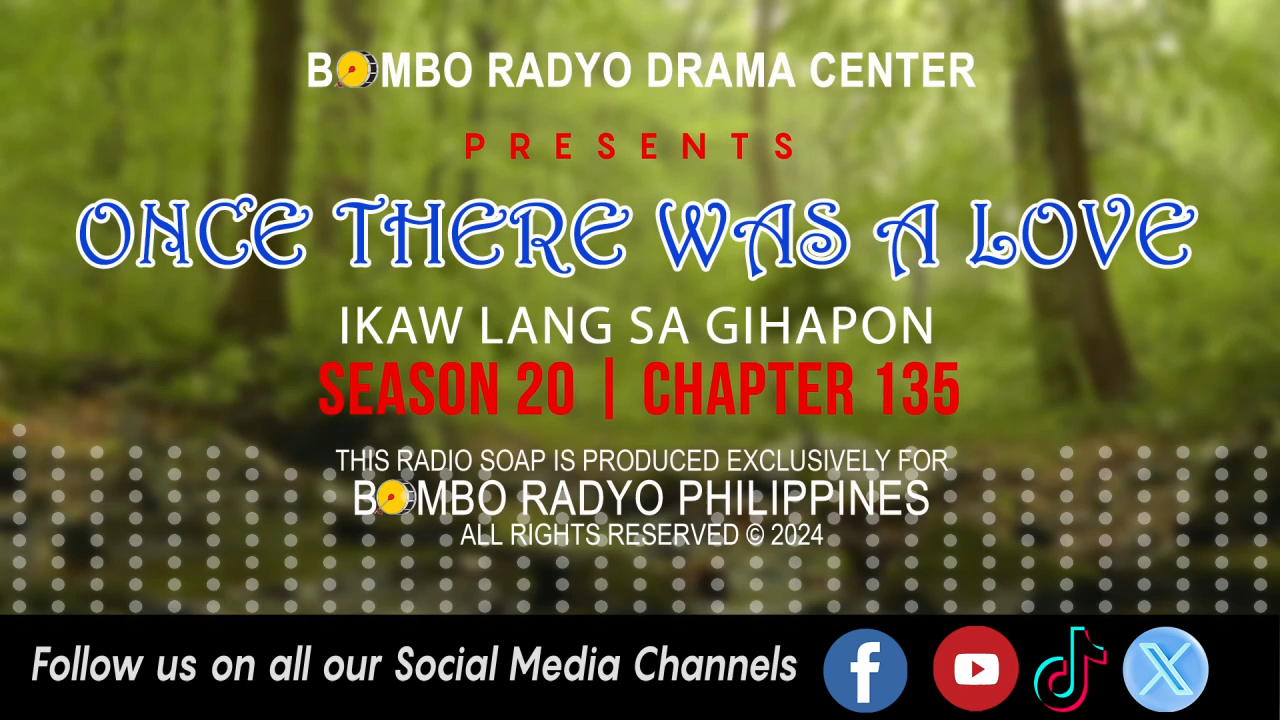 BOMBO RADYO DRAMA CENTER
PRESENTS
ONCE THERE WAS A LOVE
IKAW LANG SA GIHAPON
SEASON 20 | CHAPTER 135
THIS RADIO SOAP IS PRODUCED EXCLUSIVELY FOR
BOMBO RADYO PHILIPPINES
ALL RIGHTS RESERVED © 2024
Follow us on all our Social Media Channels